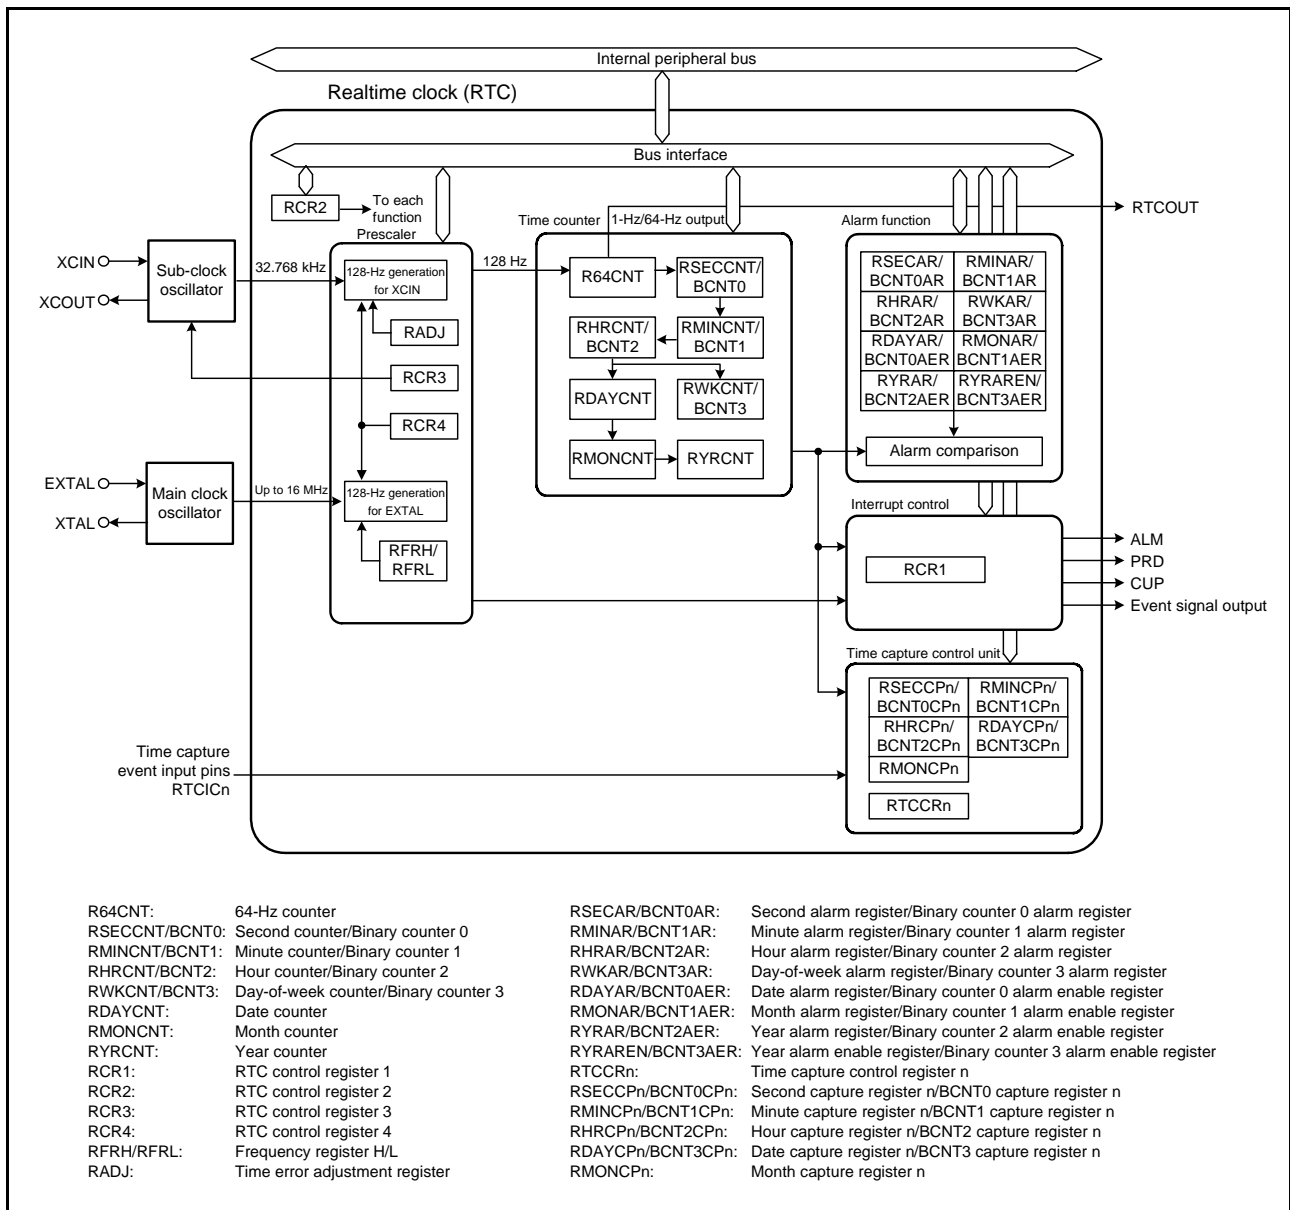 Internal peripheral bus
Realtime clock (RTC)
Bus interface
RCR2
To each
function
Prescaler
Time counter
1-Hz/64-Hz output
Alarm function
RTCOUT
XCIN
XCOUT
Sub-clock
oscillator
32.768 kHz
128-Hz generation
for XCIN
128 Hz
RADJ
RCR3
RCR4
R64CNT
RSECCNT/
BCNT0
RHRCNT/
BCNT2
RMINCNT/
BCNT1
RDAYCNT
RWKCNT/
BCNT3
RMONCNT
RYRCNT
RSECAR/
BCNT0AR
RMINAR/
BCNT1AR
RHRAR/
BCNT2AR
RWKAR/
BCNT3AR
RDAYAR/
BCNT0AER
RMONAR/
BCNT1AER
RYRAR/
BCNT2AER
RYRAREN/
BCNT3AER
Alarm comparison
EXTAL
XTAL
Main clock
oscillator
Up to 16 MHz
128-Hz generation
for EXTAL
RFRH/
RFRL
Interrupt control
RCR1
ALM
PRD
CUP
Event signal output
Time capture control unit
RSECCPn/
BCNT0CPn
RMINCPn/
BCNT1CPn
RHRCPn/
BCNT2CPn
RDAYCPn/
BCNT3CPn
RMONCPn
RTCCRn
Time capture
event input pins
RTCICn
R64CNT: 64-Hz counter
RSECCNT/BCNT0: Second counter/Binary counter 0
RMINCNT/BCNT1: Minute counter/Binary counter 1
RHRCNT/BCNT2: Hour counter/Binary counter 2
RWKCNT/BCNT3: Day-of-week counter/Binary counter 3
RDAYCNT: Date counter
RMONCNT: Month counter
RYRCNT: Year counter
RCR1: RTC control register 1
RCR2: RTC control register 2
RCR3: RTC control register 3
RCR4: RTC control register 4
RFRH/RFRL: Frequency register H/L
RADJ: Time error adjustment register
RSECAR/BCNT0AR: Second alarm register/Binary counter 0 alarm register
RMINAR/BCNT1AR: Minute alarm register/Binary counter 1 alarm register
RHRAR/BCNT2AR: Hour alarm register/Binary counter 2 alarm register
RWKAR/BCNT3AR: Day-of-week alarm register/Binary counter 3 alarm register
RDAYAR/BCNT0AER: Date alarm register/Binary counter 0 alarm enable register
RMONAR/BCNT1AER: Month alarm register/Binary counter 1 alarm enable register
RYRAR/BCNT2AER: Year alarm register/Binary counter 2 alarm enable register
RYRAREN/BCNT3AER: Year alarm enable register/Binary counter 3 alarm enable register
RTCCRn: Time capture control register n
RSECCPn/BCNT0CPn: Second capture register n/BCNT0 capture register n
RMINCPn/BCNT1CPn: Minute capture register n/BCNT1 capture register n
RHRCPn/BCNT2CPn: Hour capture register n/BCNT2 capture register n
RDAYCPn/BCNT3CPn: Date capture register n/BCNT3 capture register n
RMONCPn: Month capture register n